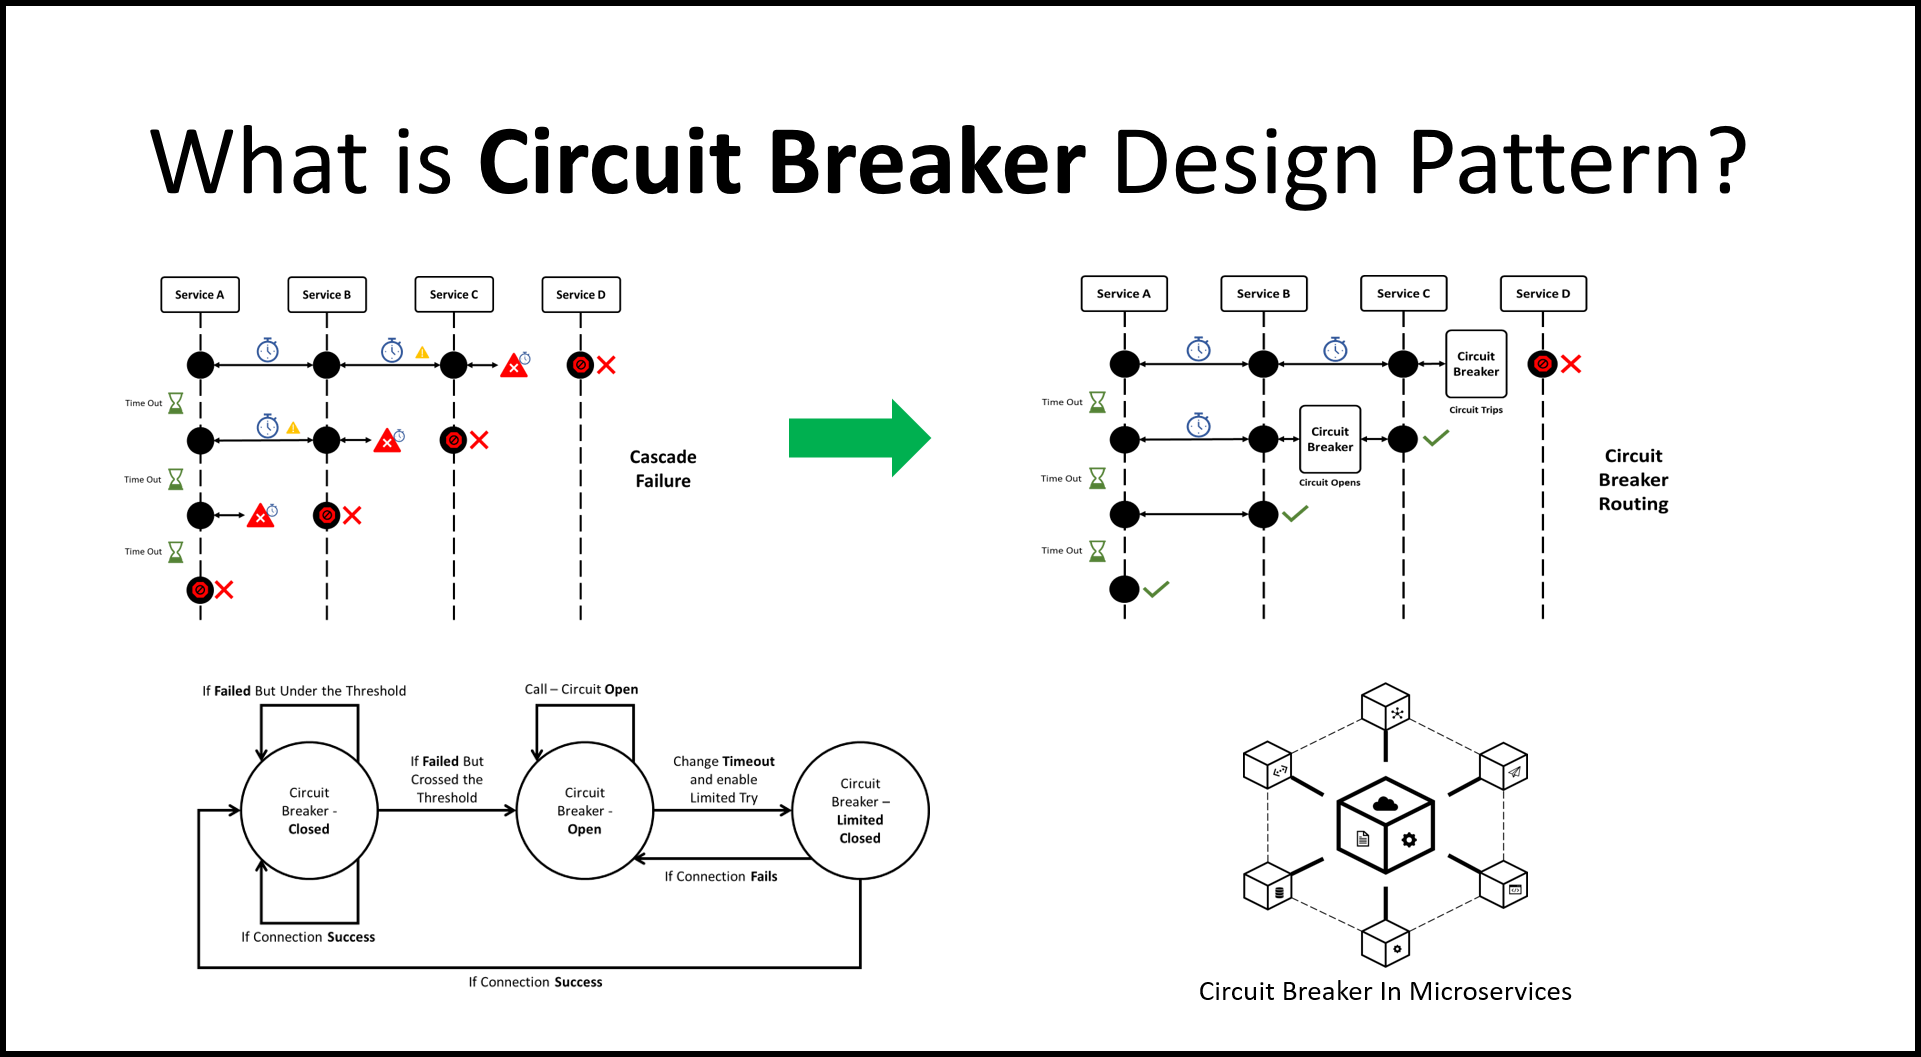 What is Circuit Breaker Design Pattern?
Service A
Service B
Service C
Service D
Time Out
Time Out
Time Out
Cascade
Failure
Service A
Service B
Service C
Service D
Circuit
Breaker
Circuit Trips
Time Out
Circuit
Breaker
Circuit Opens
Time Out
Time Out
Circuit
Breaker
Routing
If Failed But Under the Threshold
Call – Circuit Open
Circuit
Breaker -
Closed
If Failed But
Crossed the
Threshold
Circuit
Breaker -
Open
Change Timeout
and enable
Limited Try
Circuit
Breaker –
Limited
Closed
If Connection Fails
If Connection Success
If Connection Success
Circuit Breaker In Microservices